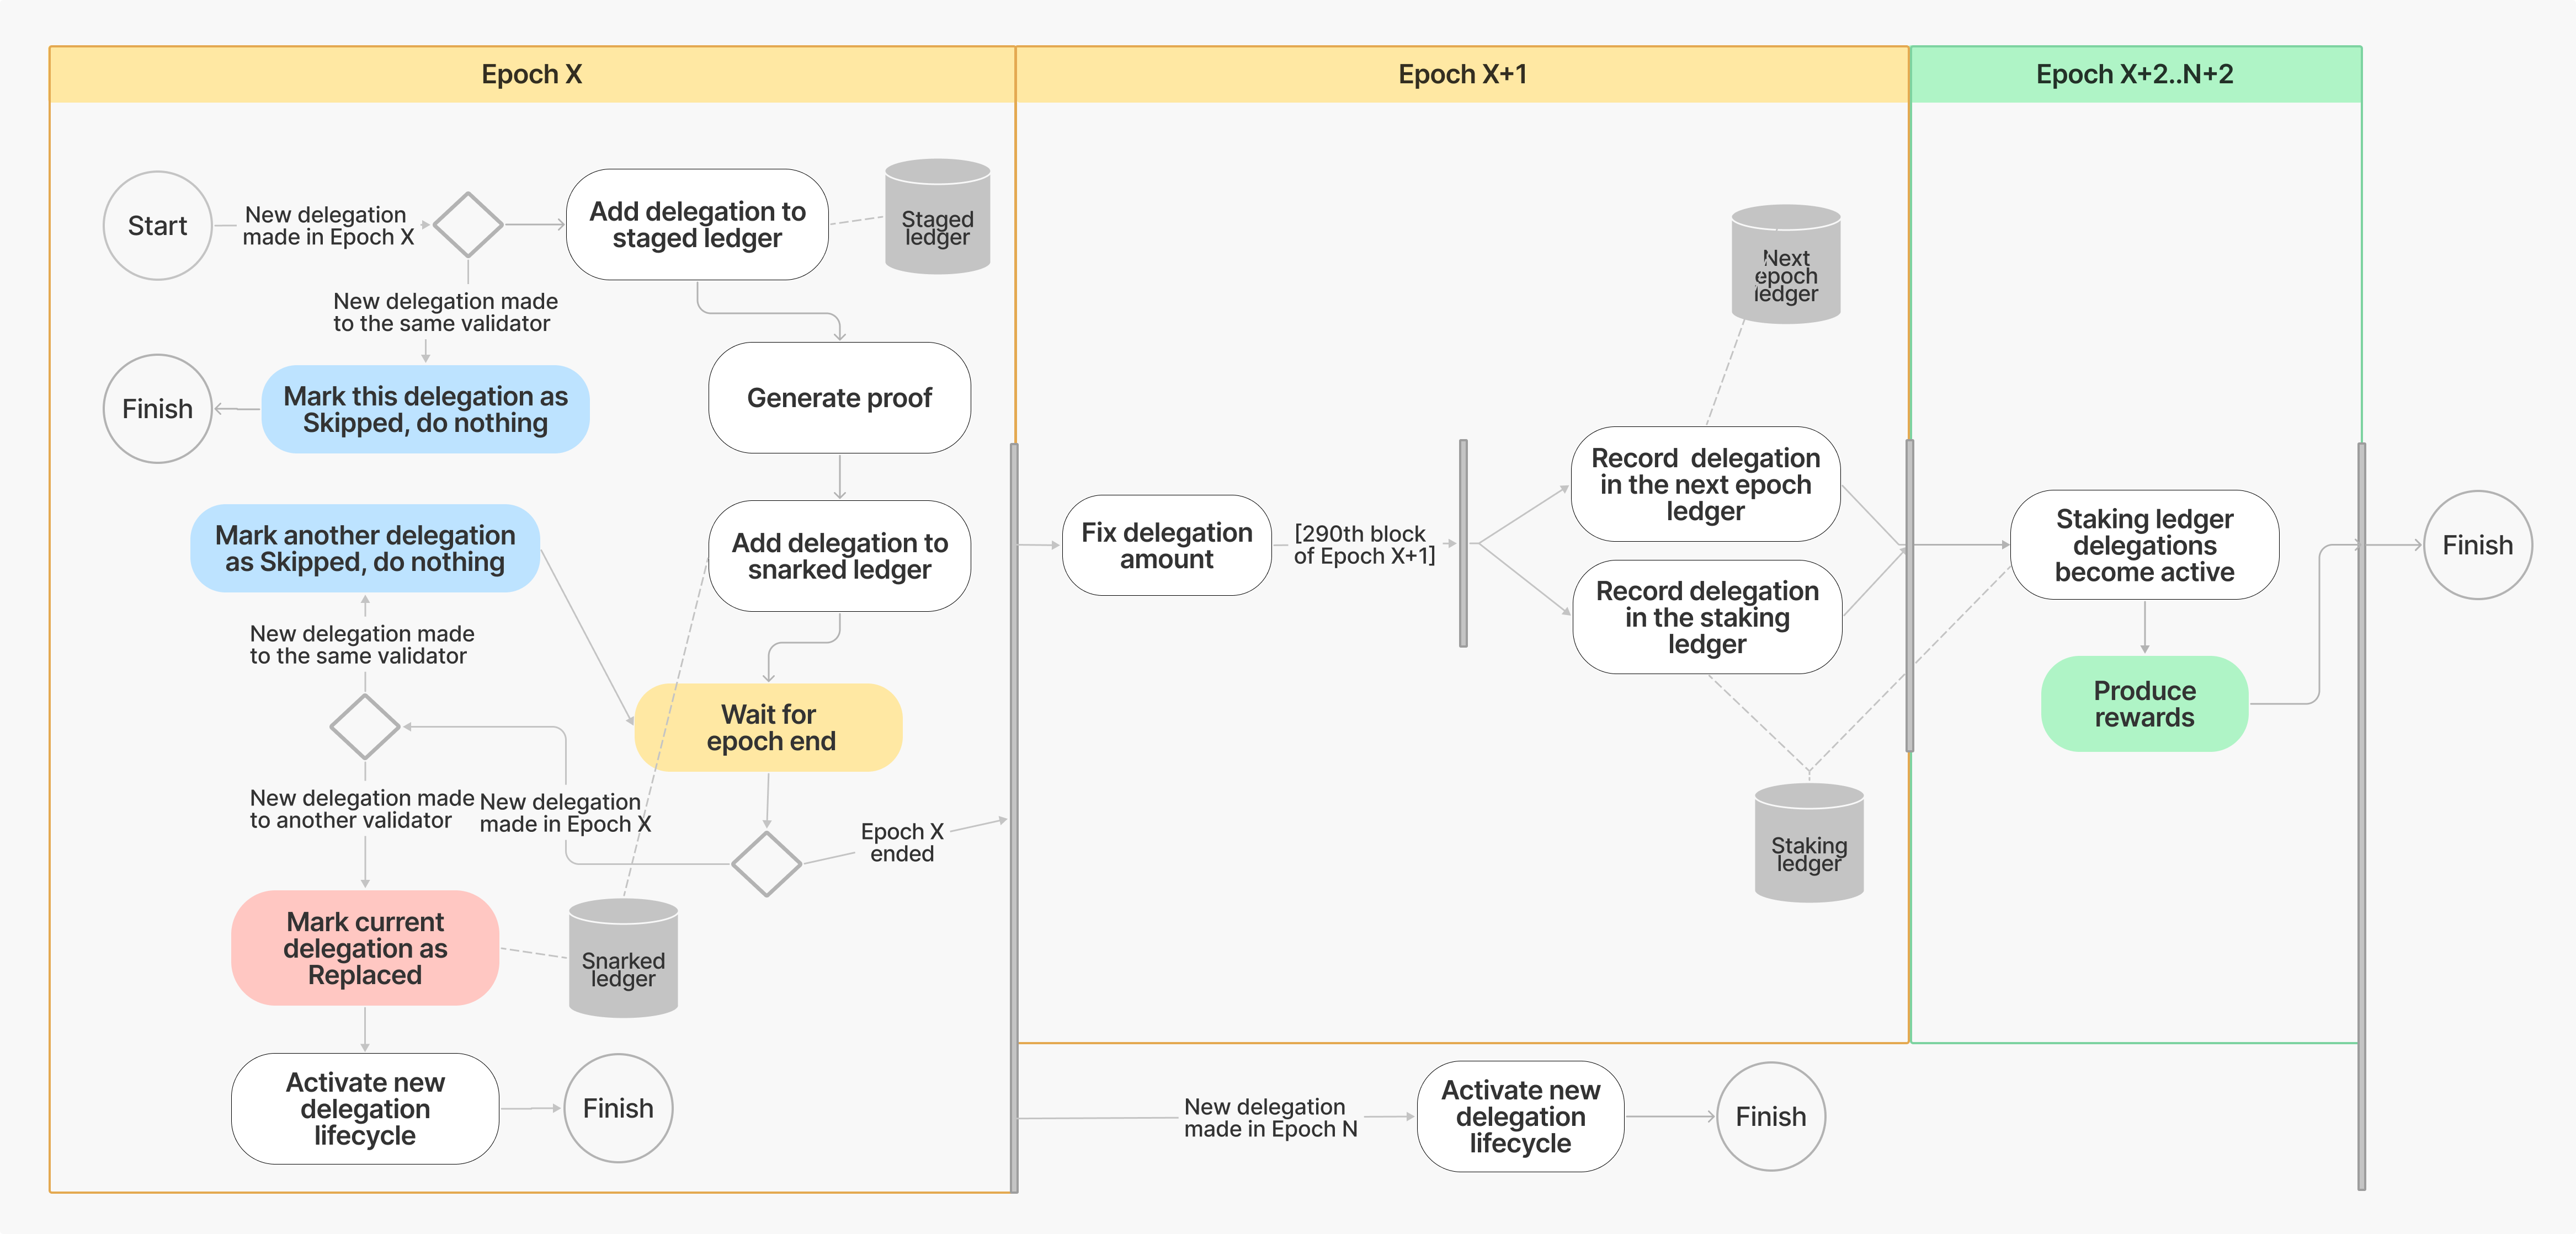 Epoch X
Epoch X+1
Epoch X+2..N+2
Start
New delegation
made in Epoch X
Add delegation to
staged ledger
Staged
ledger
New delegation made
to the same validator
Finish
Mark this delegation as
Skipped, do nothing
Generate proof
Mark another delegation
as Skipped, do nothing
Add delegation to
snarked ledger
New delegation made
to the same validator
Wait for
epoch end
New delegation made
to another validator
New delegation
made in Epoch X
Epoch X
ended
Mark current
delegation as
Replaced
Snarked
ledger
Activate new
delegation
lifecycle
Finish
Next
epoch
ledger
Fix delegation
amount
[290th block
of Epoch X+1]
Record  delegation
in the next epoch
ledger
Record delegation
in the staking
ledger
Staking
ledger
New delegation
made in Epoch N
Activate new
delegation
lifecycle
Finish
Staking ledger
delegations
become active
Produce
rewards
Finish